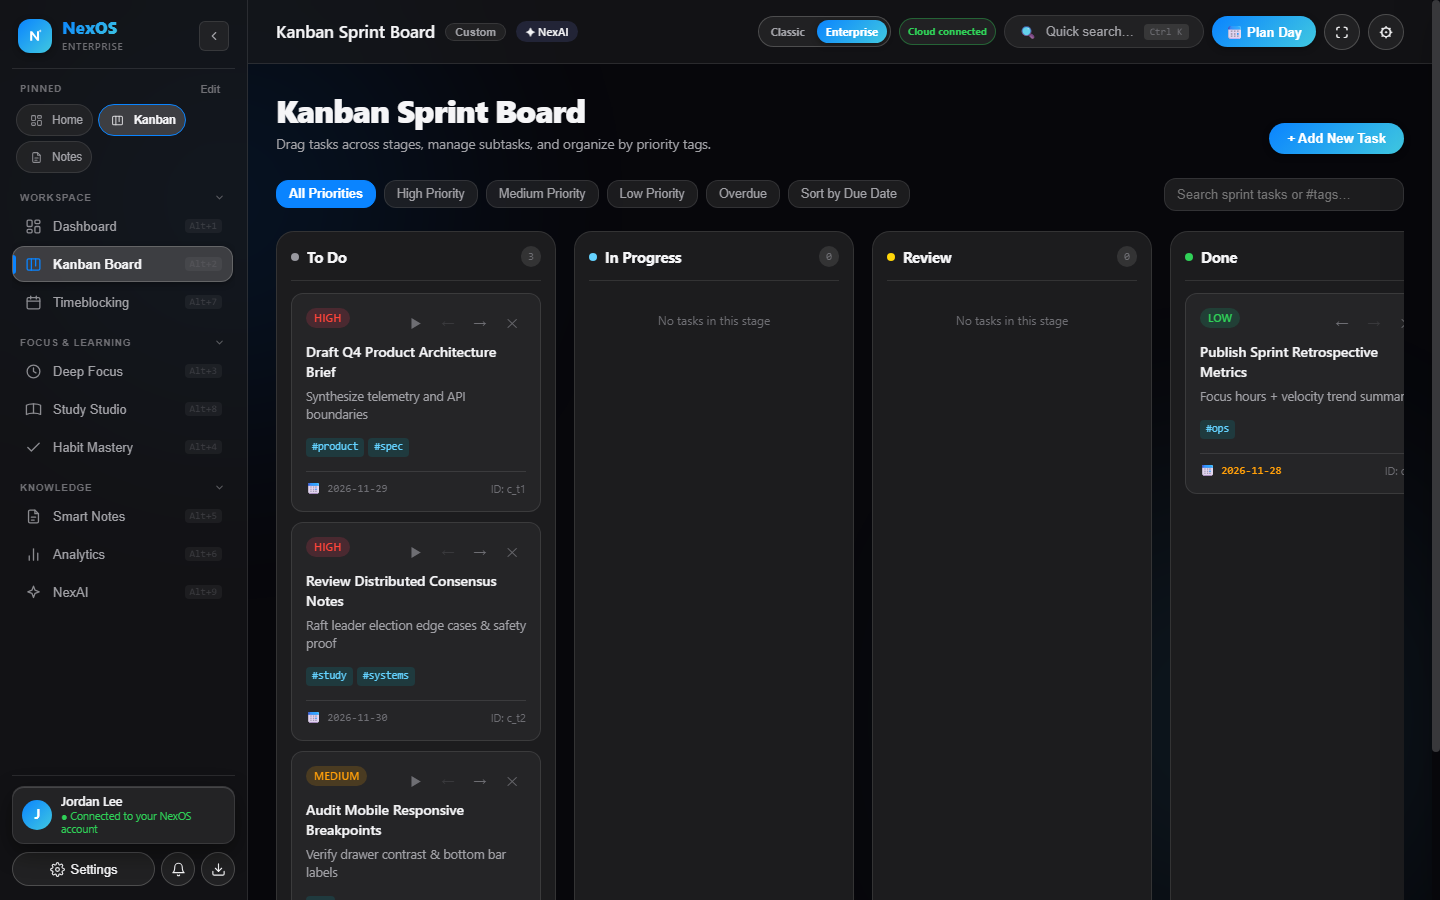 N
NexOS
ENTERPRISE
PINNED
Edit
Home
Kanban
Notes
WORKSPACE
Dashboard
Alt+1
Kanban Board
Alt+2
Timeblocking
Alt+7
FOCUS & LEARNING
Deep Focus
Alt+3
Study Studio
Alt+8
Habit Mastery
Alt+4
KNOWLEDGE
Smart Notes
Alt+5
Analytics
Alt+6
NexAI
Alt+9
J
Jordan Lee
● Connected to your NexOS
account
Settings
Kanban Sprint Board
Custom
✦ NexAI
Classic
Enterprise
Cloud connected
Quick search...
Ctrl K
Plan Day
Kanban Sprint Board
Drag tasks across stages, manage subtasks, and organize by priority tags.
+ Add New Task
All Priorities
High Priority
Medium Priority
Low Priority
Overdue
Sort by Due Date
Search sprint tasks or #tags...
To Do
3
HIGH
Draft Q4 Product Architecture
Brief
Synthesize telemetry and API
boundaries
#product #spec
2026-11-29
ID: c_t1
HIGH
Review Distributed Consensus
Notes
Raft leader election edge cases & safety
proof
#study #systems
2026-11-30
ID: c_t2
MEDIUM
Audit Mobile Responsive
Breakpoints
Verify drawer contrast & bottom bar
labels
In Progress
0
No tasks in this stage
Review
0
No tasks in this stage
Done
LOW
Publish Sprint Retrospective
Metrics
Focus hours + velocity trend summar
#ops
2026-11-28
ID: c